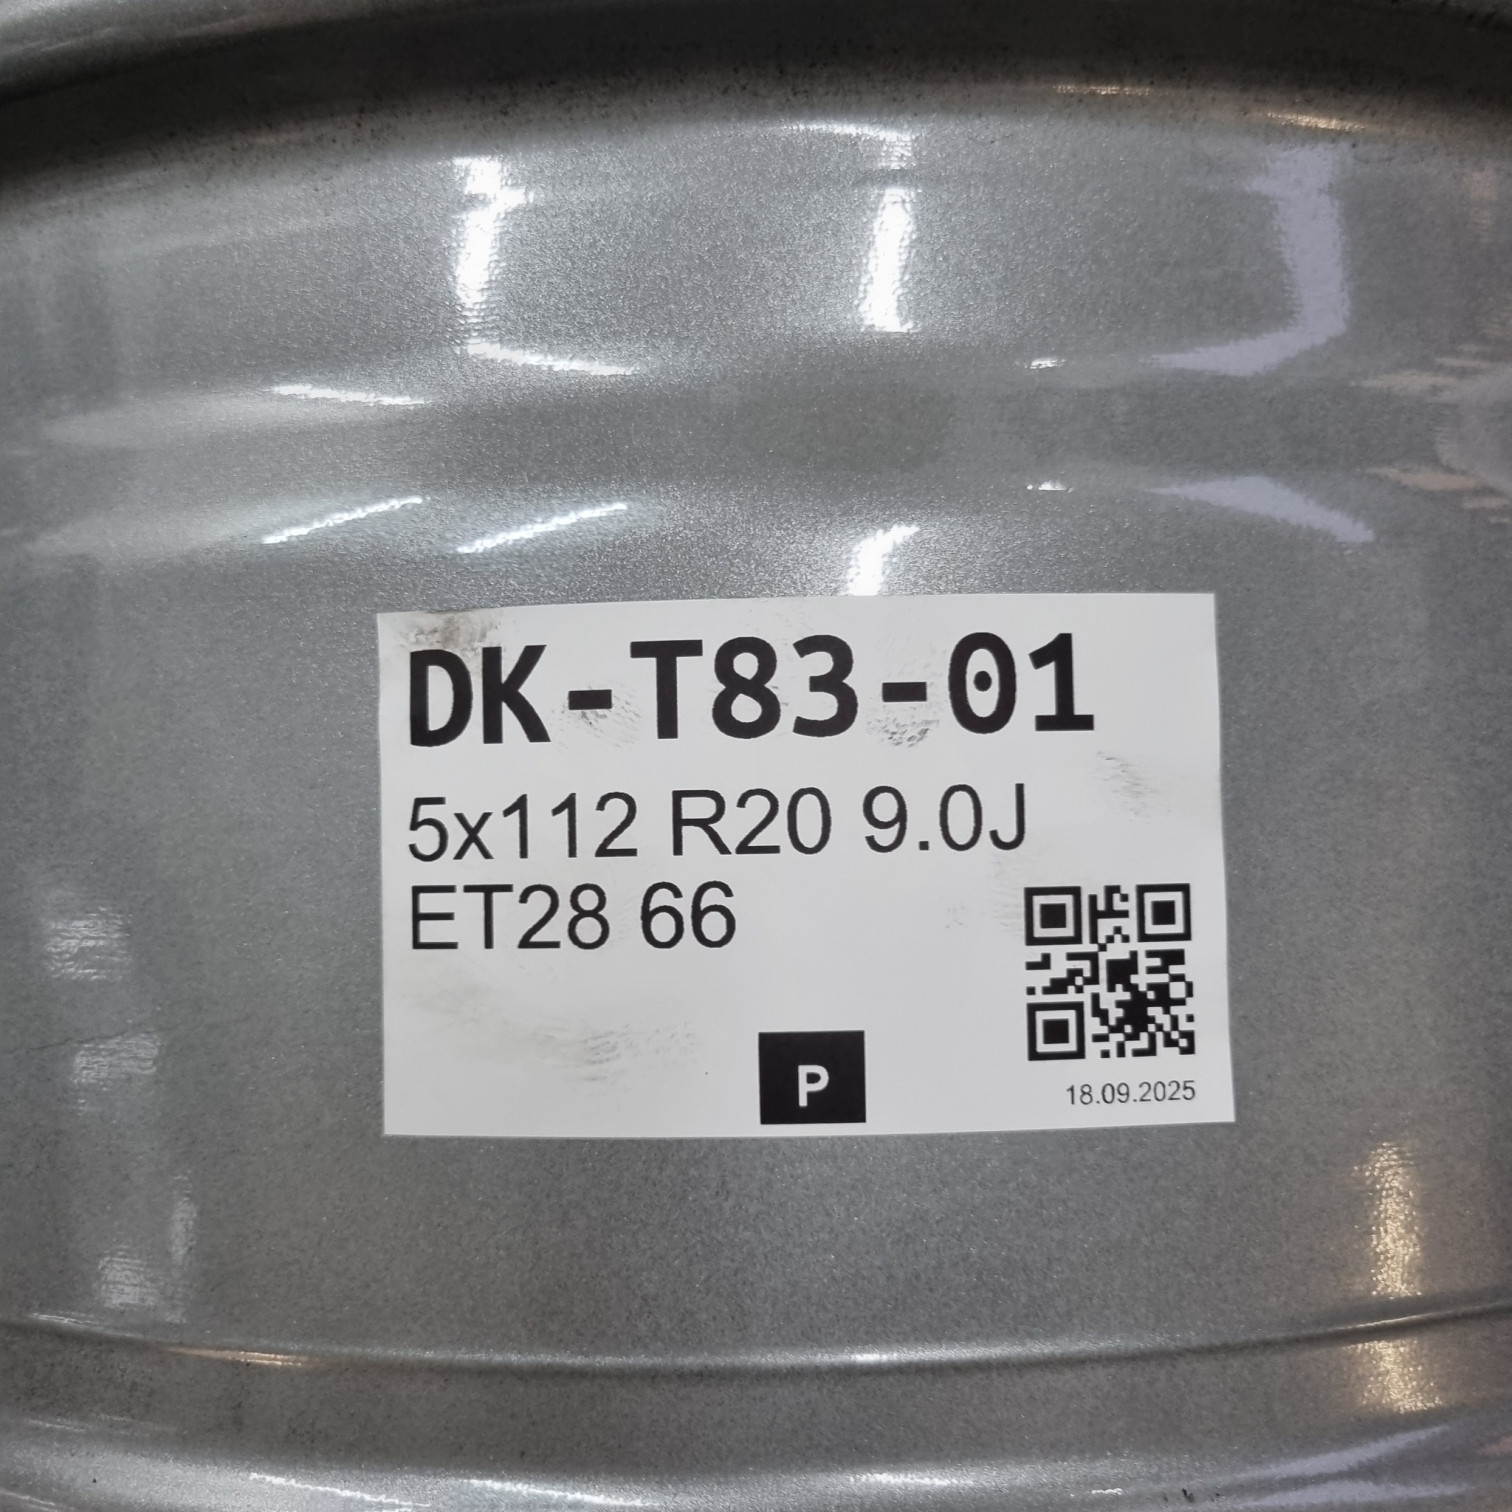 DK-T83-01
5x112 R20 9.0J
ET28 66
P
18.09.2025